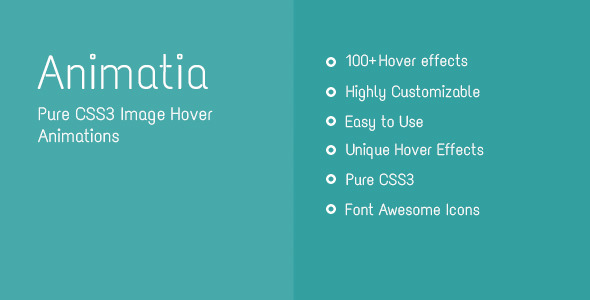 Animatia
Pure CSS3 Image Hover
Animations
100+Hover effects
Highly Customizable
Easy to Use
Unique Hover Effects
Pure CSS3
Font Awesome Icons